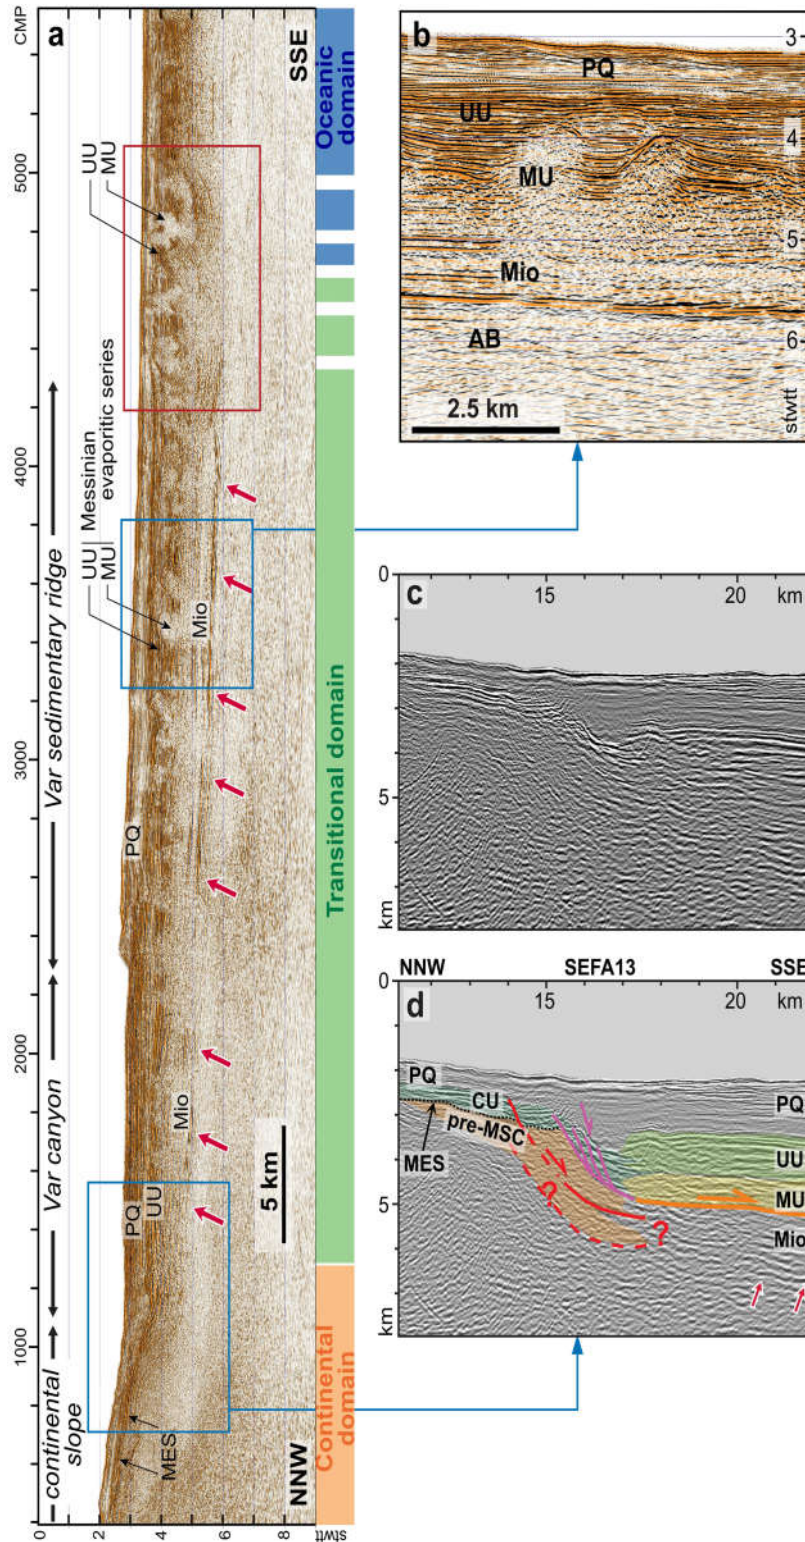 a
CMP
5000
4000
3000
2000
1000
SSE
NNW
UU
MU
Messinian
evaporitic series
UU
MU
Mio
PQ
Mio
PQ
UU
MES
5 km
Var sedimentary ridge
Var canyon
continental
slope
0
2
4
6
8
stwtt
Oceanic
domain
Transitional domain
Continental
domain
b
PQ
UU
MU
Mio
AB
2.5 km
3
4
5
6
stwtt
c
0
15
20
km
5
km
NNW
SEFA13
SSE
d
0
15
20
km
PQ
CU
PQ
pre-MSC
MES
UU
MU
?
?
5
Mio
km